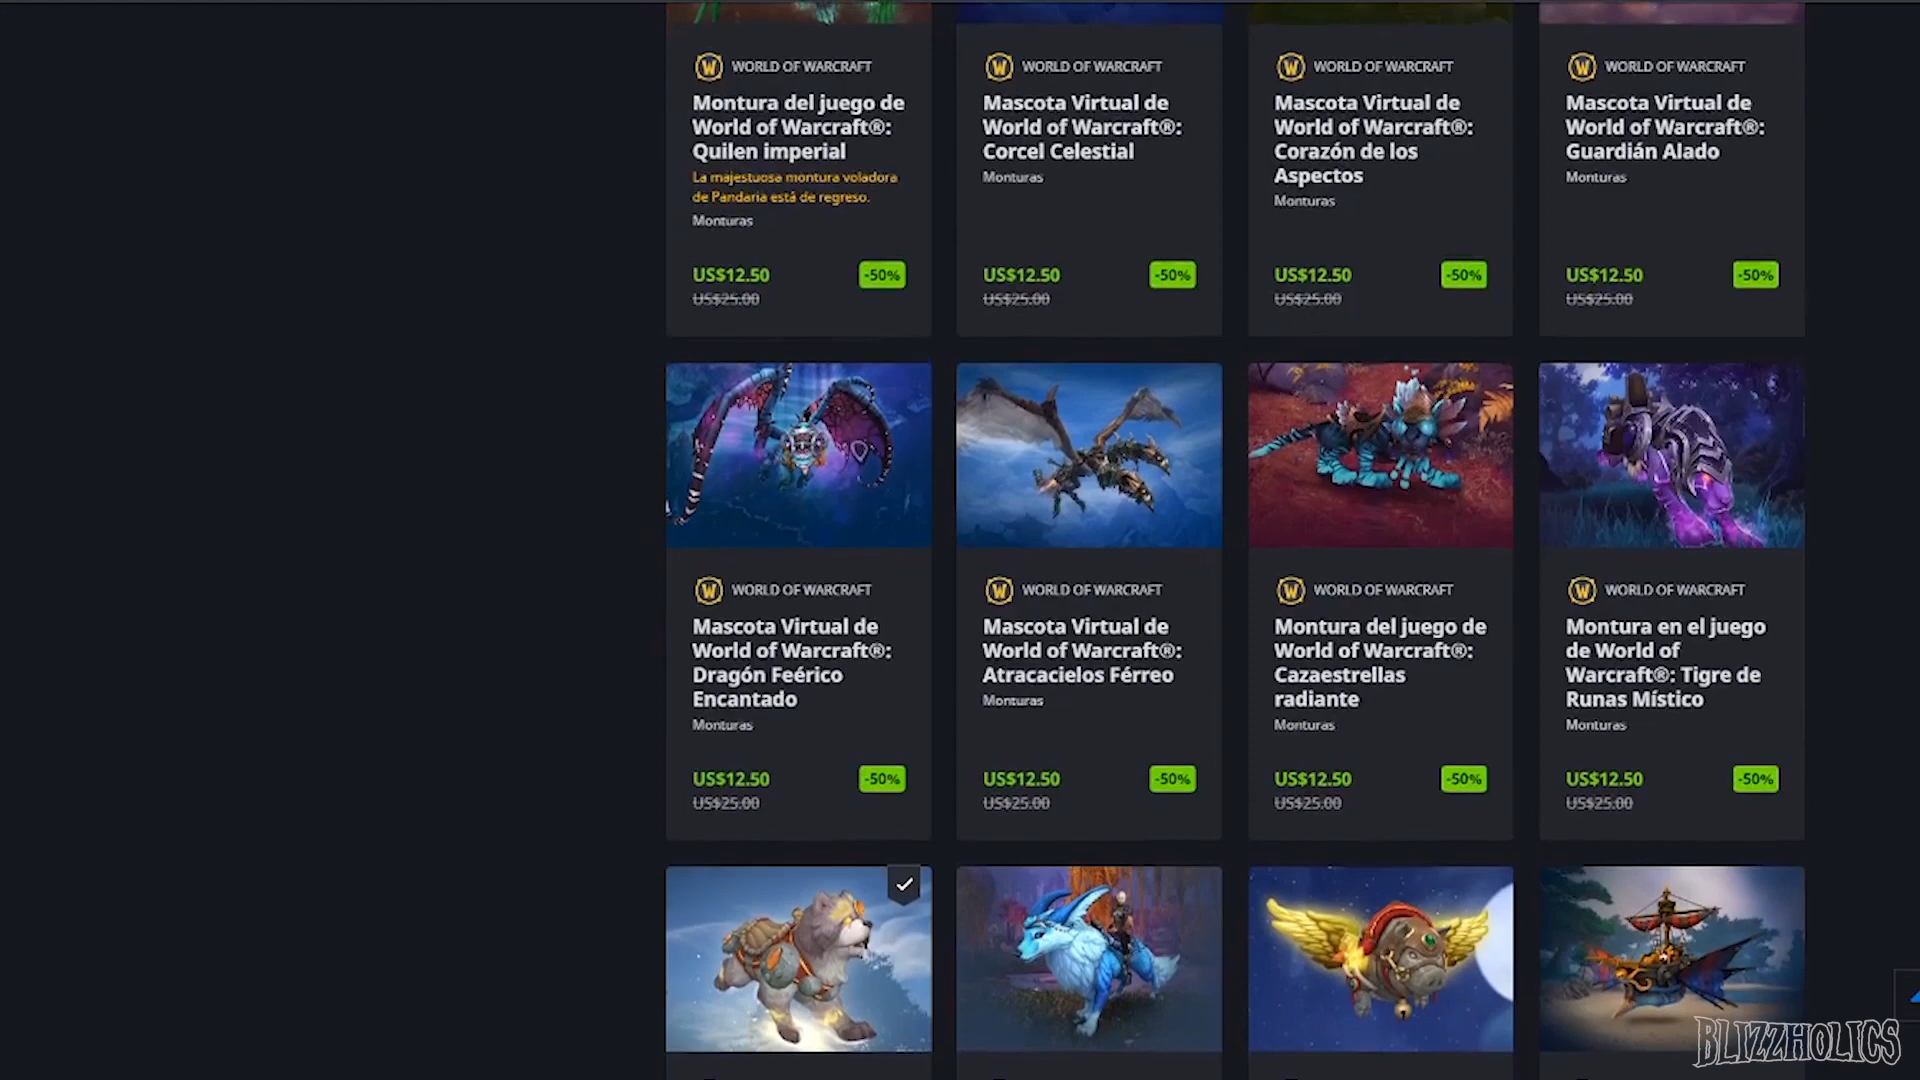 WORLD OF WARCRAFT
Montura del juego de
World of Warcraft®:
Quilen imperial
La majestuosa montura voladora
de Pandaria está de regreso.
Monturas
US$12.50
-50%
US$25.00
WORLD OF WARCRAFT
Mascota Virtual de
World of Warcraft®:
Corcel Celestial
Monturas
US$12.50
-50%
US$25.00
WORLD OF WARCRAFT
Mascota Virtual de
World of Warcraft®:
Corazón de los
Aspectos
Monturas
US$12.50
-50%
US$25.00
WORLD OF WARCRAFT
Mascota Virtual de
World of Warcraft®:
Guardián Alado
Monturas
US$12.50
-50%
US$25.00
WORLD OF WARCRAFT
Mascota Virtual de
World of Warcraft®:
Dragón Feérico
Encantado
Monturas
US$12.50
-50%
US$25.00
WORLD OF WARCRAFT
Mascota Virtual de
World of Warcraft®:
Atracacielos Férreo
Monturas
US$12.50
-50%
US$25.00
WORLD OF WARCRAFT
Montura del juego de
World of Warcraft®:
Cazaestrellas
radiante
Monturas
US$12.50
-50%
US$25.00
WORLD OF WARCRAFT
Montura en el juego
de World of
Warcraft®: Tigre de
Runas Místico
Monturas
US$12.50
-50%
US$25.00
BLIZZHOLICS